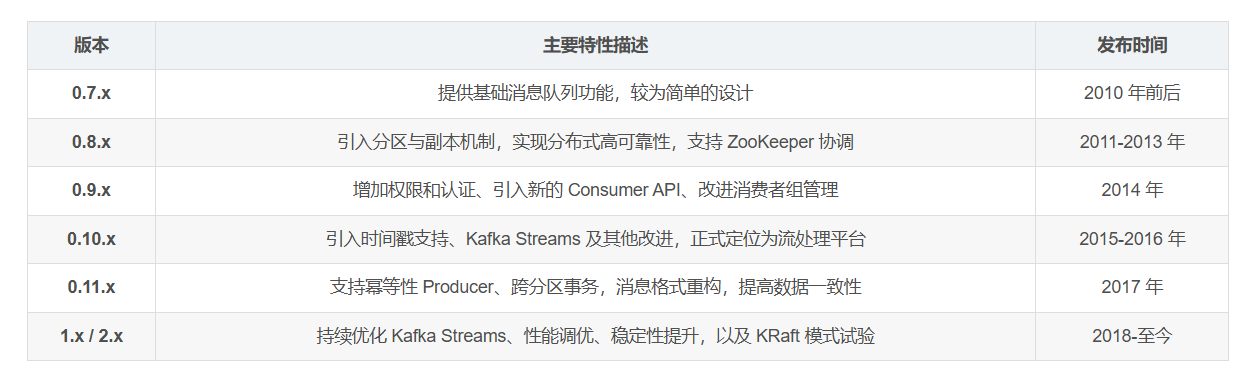 版本 主要特性描述 发布时间
0.7.x 提供基础消息队列功能，较为简单的设计 2010 年前后
0.8.x 引入分区与副本机制，实现分布式高可靠性，支持 ZooKeeper 协调 2011-2013 年
0.9.x 增加权限和认证、引入新的 Consumer API、改进消费者组管理 2014 年
0.10.x 引入时间戳支持、Kafka Streams 及其他改进，正式定位为流处理平台 2015-2016 年
0.11.x 支持幂等性 Producer、跨分区事务，消息格式重构，提高数据一致性 2017 年
1.x / 2.x 持续优化 Kafka Streams、性能调优、稳定性提升，以及 KRaft 模式试验 2018-至今